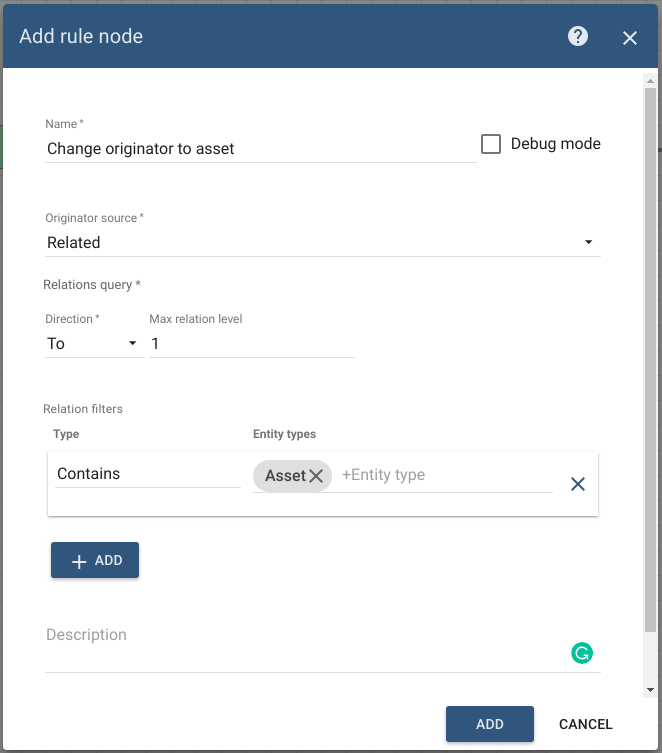 Add rule node
Name *
Change originator to asset
Debug mode
Originator source *
Related
Relations query *
Direction *
Max relation level
To
1
Relation filters
Type
Entity types
Contains
Asset
+Entity type
ADD
Description
ADD
CANCEL